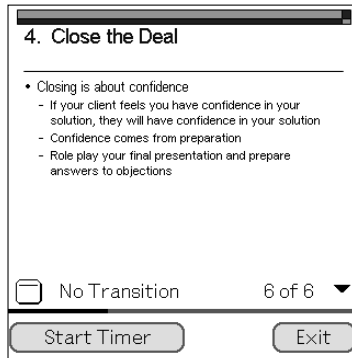 4. Close the Deal
• Closing is about confidence
- If your client feels you have confidence in your
solution, they will have confidence in your solution
- Confidence comes from preparation
- Role play your final presentation and prepare
answers to objections
No Transition 6 of 6
Start Timer Exit